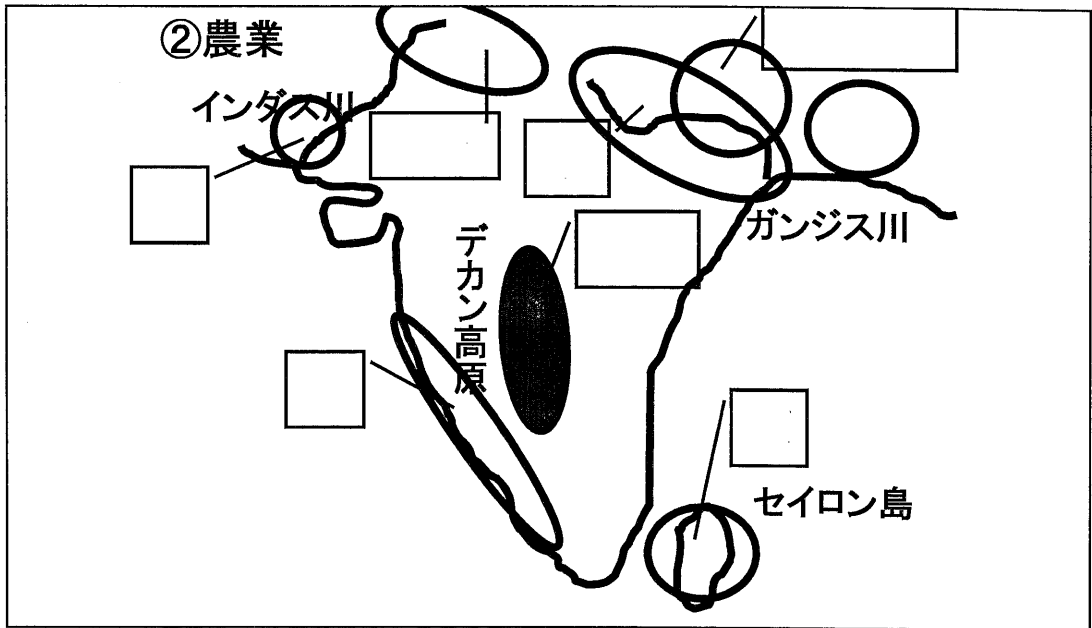 ②農業
インダス川
ガンジス川
デカン高原
セイロン島